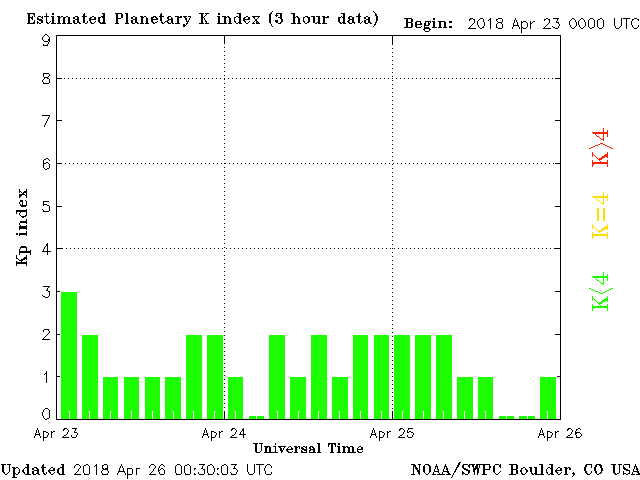 Estimated Planetary K index (3 hour data)
Begin: 2018 Apr 23 0000 UTC
9
8
7
6
5
4
3
2
1
0
Kp index
K>4
K=4
K<4
Apr 23
Apr 24
Apr 25
Apr 26
Universal Time
Updated 2018 Apr 26 00:30:03 UTC
NOAA/SWPC Boulder, CO USA